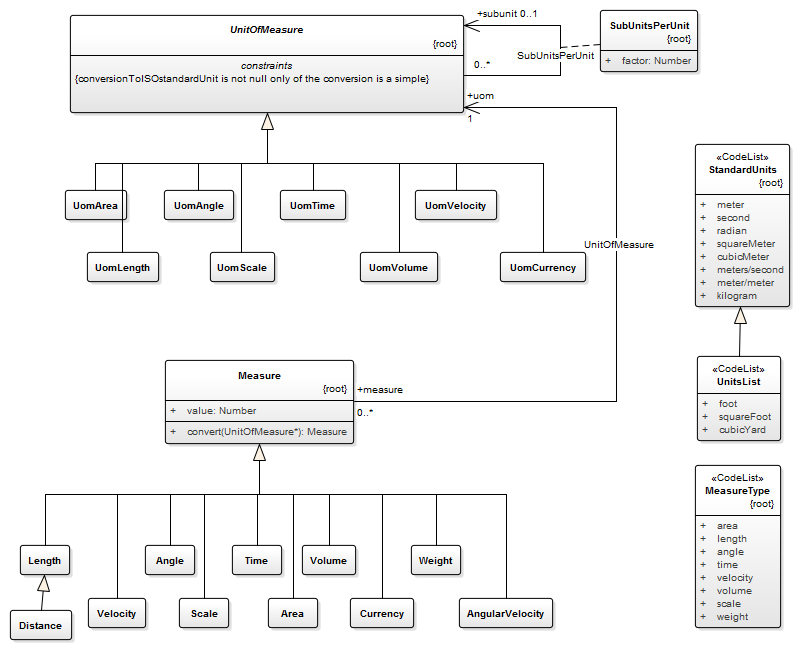 UnitOfMeasure
{root}
constraints
{conversionToISOstandardUnit is not null only of the conversion is a simple}
+subunit 0..1
0..*
SubUnitsPerUnit
SubUnitsPerUnit
{root}
+ factor: Number
+uom
1
UomArea
UomAngle
UomTime
UomVelocity
UomLength
UomScale
UomVolume
UomCurrency
UnitOfMeasure
«CodeList»
StandardUnits
{root}
+ meter
+ second
+ radian
+ squareMeter
+ cubicMeter
+ meters/second
+ meter/meter
+ kilogram
Measure
{root}
+ value: Number
+ convert(UnitOfMeasure*): Measure
+measure
0..*
«CodeList»
UnitsList
+ foot
+ squareFoot
+ cubicYard
«CodeList»
MeasureType
{root}
+ area
+ length
+ angle
+ time
+ velocity
+ volume
+ scale
+ weight
Length
Angle
Time
Volume
Weight
Distance
Velocity
Scale
Area
Currency
AngularVelocity